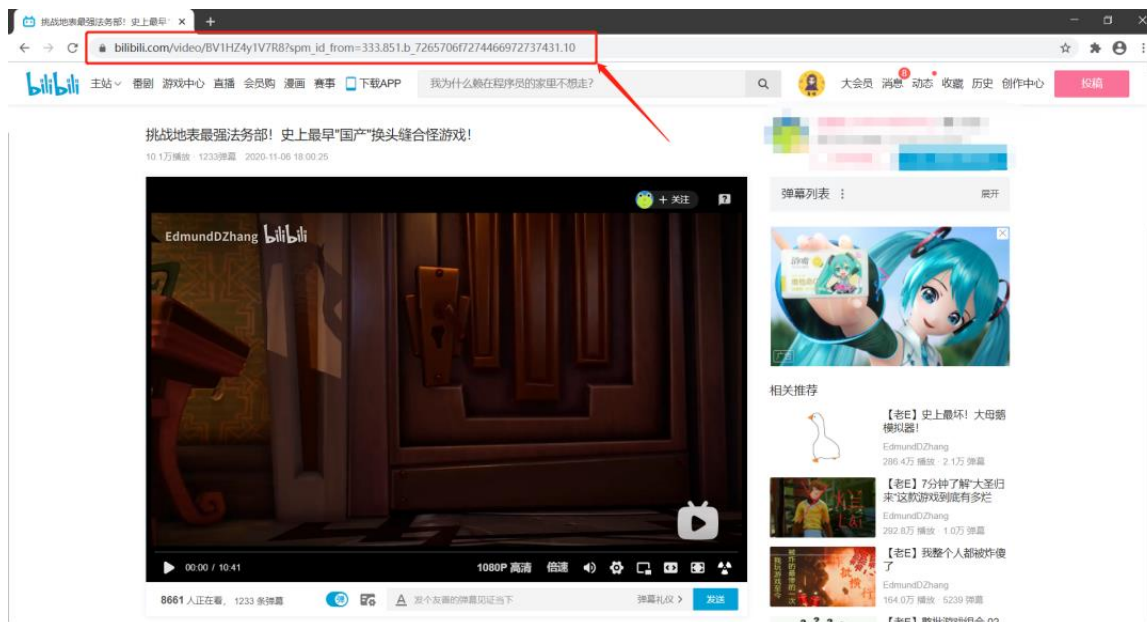 挑战地表最强法务部！史上最早"
bilibili.com/video/BV1HZ4y1V7R8?spm_id_from=333.851.b_7265706f7274466972737431.10
bilibili 主站 番剧 游戏中心 直播 会员购 漫画 赛事 下载APP 我为什么赖在程序员的家里不想走? 大会员 消息 8 动态 收藏 历史 创作中心 投稿
挑战地表最强法务部！史上最早"国产"换头缝合怪游戏！
10.1万播放 · 1233弹幕 2020-11-06 18:00:25
+ 关注
EdmundDZhang bilibili
00:00 / 10:41 1080P 高清 倍速
8661 人正在看，1233 条弹幕 弹 A 发个友善的弹幕见证当下 弹幕礼仪 > 发送
弹幕列表 展开
相关推荐
【老E】史上最坏！大母鹅
模拟器！
EdmundDZhang
286.4万 播放 · 2.1万 弹幕
【老E】7分钟了解"大圣归
来"这款游戏到底有多烂
EdmundDZhang
292.8万 播放 · 1.0万 弹幕
【老E】我整个人都被炸傻
了
EdmundDZhang
164.0万 播放 · 5239 弹幕